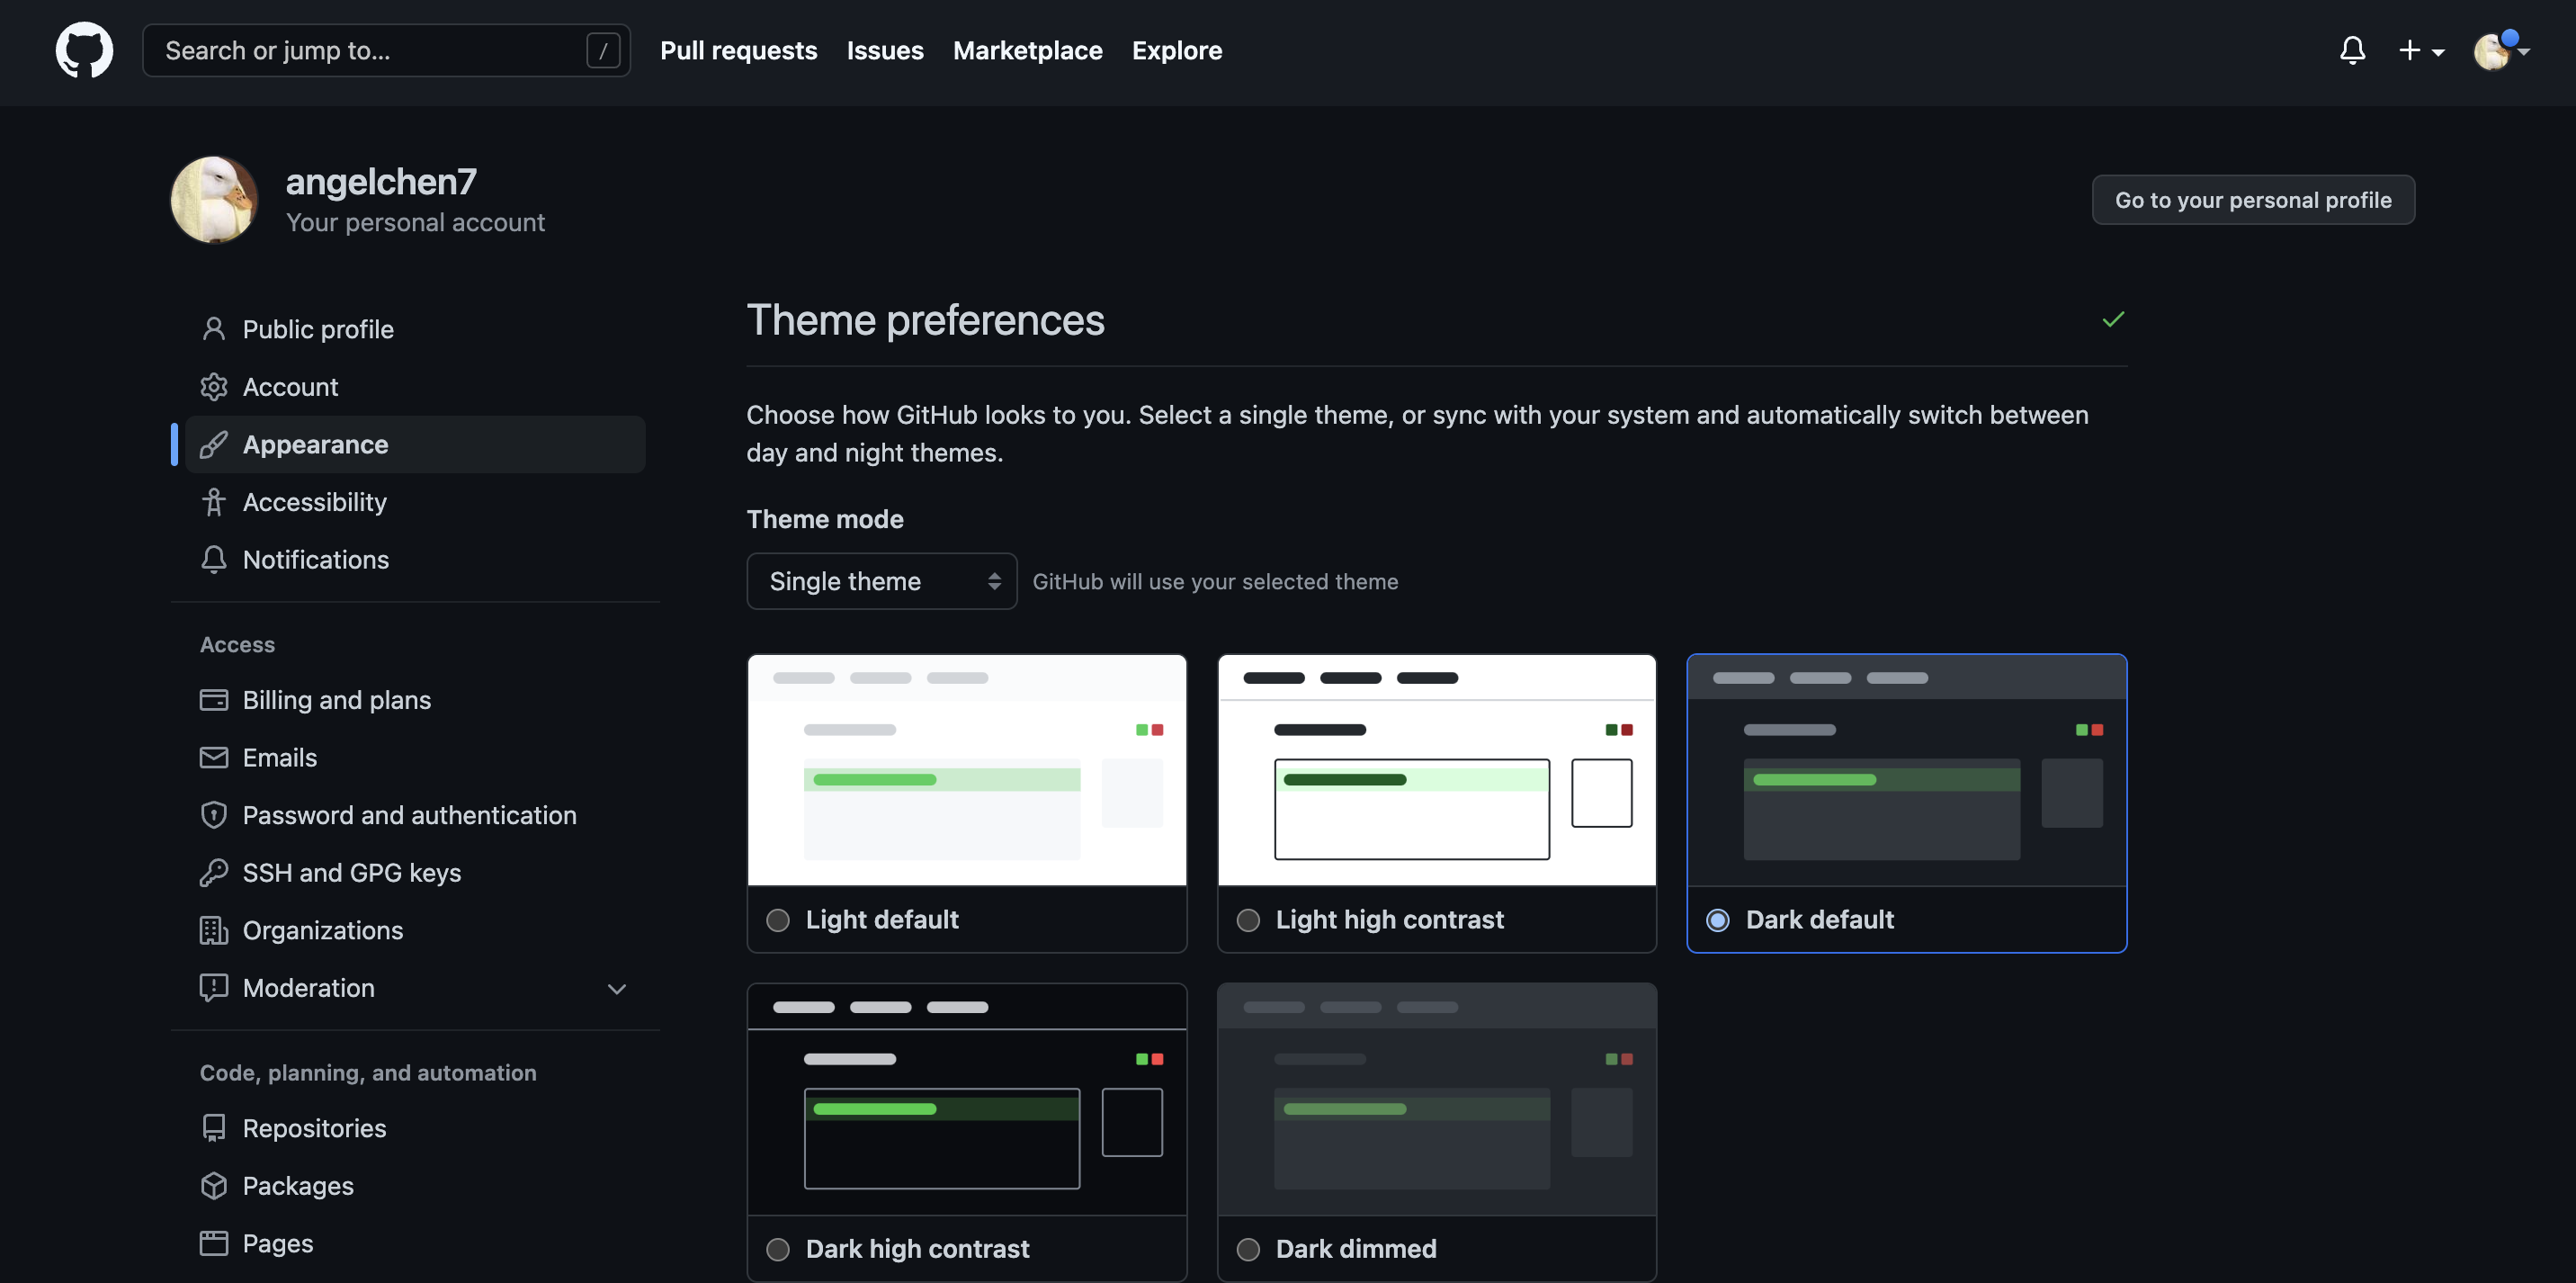 Search or jump to... /
Pull requests
Issues
Marketplace
Explore
angelchen7
Your personal account
Go to your personal profile
Public profile
Account
Appearance
Accessibility
Notifications
Access
Billing and plans
Emails
Password and authentication
SSH and GPG keys
Organizations
Moderation
Code, planning, and automation
Repositories
Packages
Pages
Theme preferences
Choose how GitHub looks to you. Select a single theme, or sync with your system and automatically switch between
day and night themes.
Theme mode
Single theme
GitHub will use your selected theme
Light default
Light high contrast
Dark default
Dark high contrast
Dark dimmed